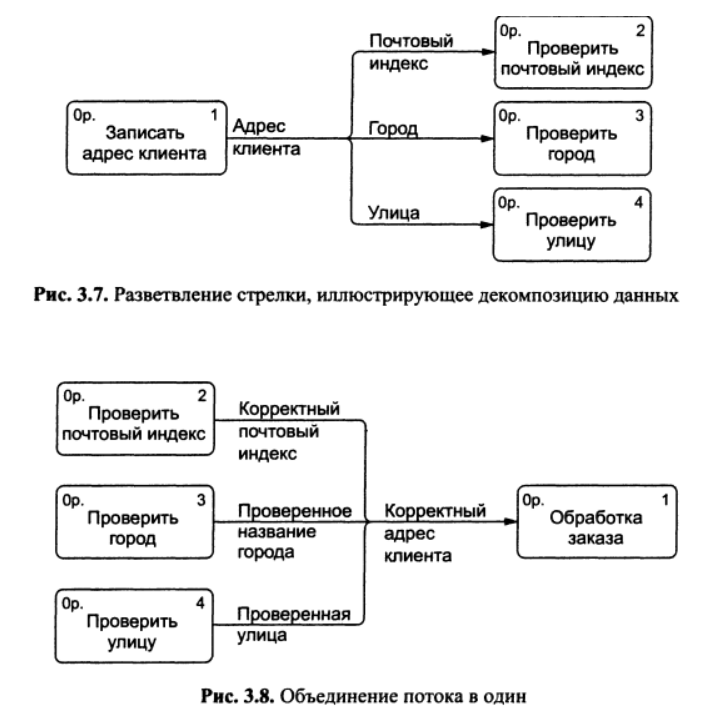 Почтовый
индекс
0р. 2
Проверить
почтовый индекс
0р. 1
Записать
адрес клиента
Адрес
клиента
Город
0р. 3
Проверить
город
Улица
0р. 4
Проверить
улицу
Рис. 3.7. Разветвление стрелки, иллюстрирующее декомпозицию данных
0р. 2
Проверить
почтовый индекс
Корректный
почтовый
индекс
0р. 3
Проверить
город
Проверенное
название
города
Корректный
адрес
клиента
0р. 1
Обработка
заказа
0р. 4
Проверить
улицу
Проверенная
улица
Рис. 3.8. Объединение потока в один